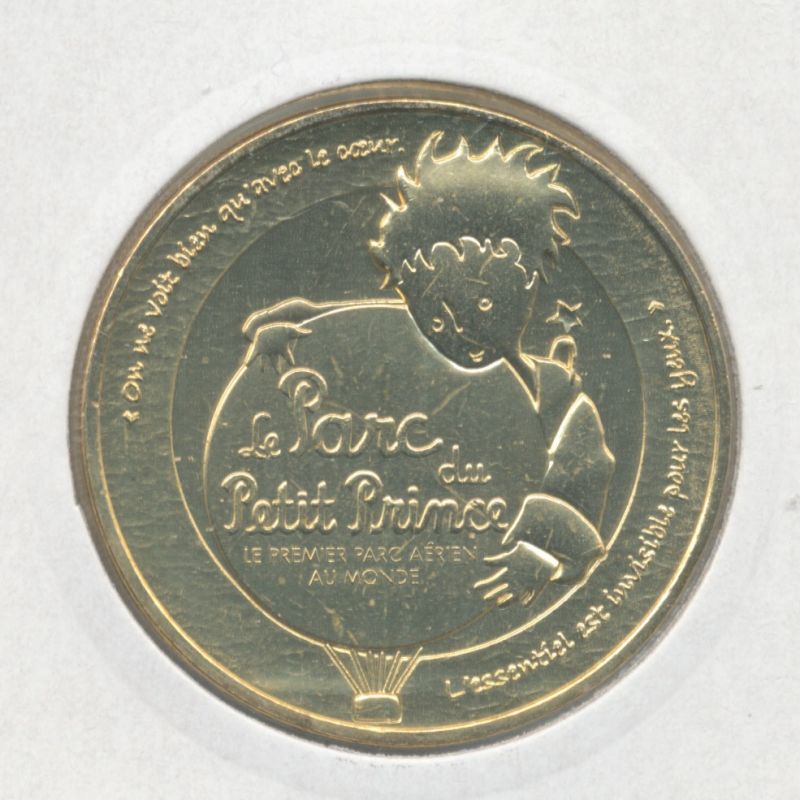 « On ne voit bien qu'avec le cœur.
L'essentiel est invisible pour les yeux. »
Le Parc
du
Petit Prince
LE PREMIER PARC AÉRIEN
AU MONDE